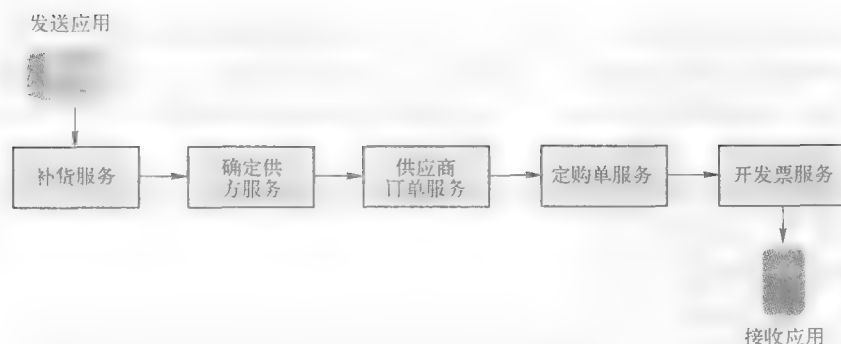 发送应用
补货服务
确定供
方服务
供应商
订单服务
定购单服务
开发票服务
接收应用